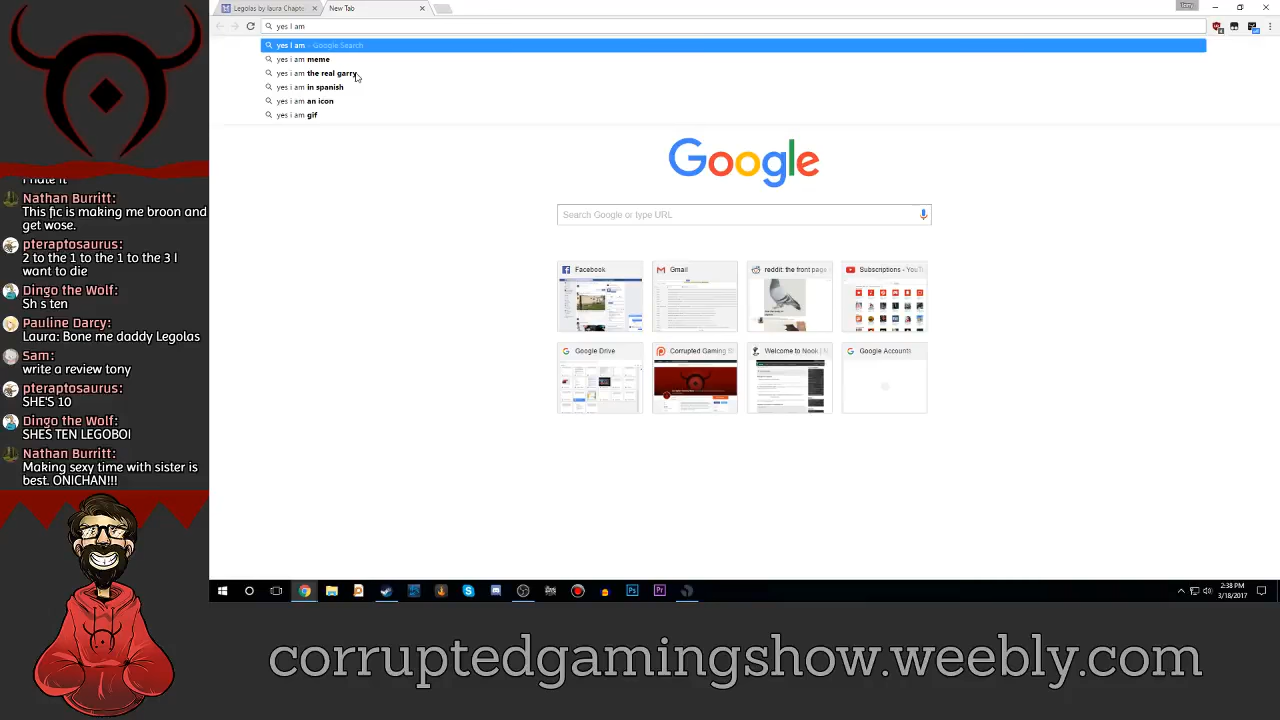 Legolas by laura Chapte
New Tab
Tony
yes I am
yes I am - Google Search
yes i am meme
yes i am the real garry
yes i am in spanish
yes i am an icon
yes i am gif
Google
Search Google or type URL
Facebook
Gmail
reddit: the front page
Subscriptions - YouTu
Google Drive
Corrupted Gaming S
Welcome to Nook | 
Google Accounts
I hate it
Nathan Burritt:
This fic is making me broon and
get wose.
pteraptosaurus:
2 to the 1 to the 1 to the 3 I
want to die
Dingo the Wolf:
Sh s ten
Pauline Darcy:
Laura: Bone me daddy Legolas
Sam:
write a review tony
pteraptosaurus:
SHE'S 10
Dingo the Wolf:
SHES TEN LEGOBOI
Nathan Burritt:
Making sexy time with sister is
best. ONICHAN!!!
Ps
Pr
2:38 PM
3/18/2017
corruptedgamingshow.weebly.com